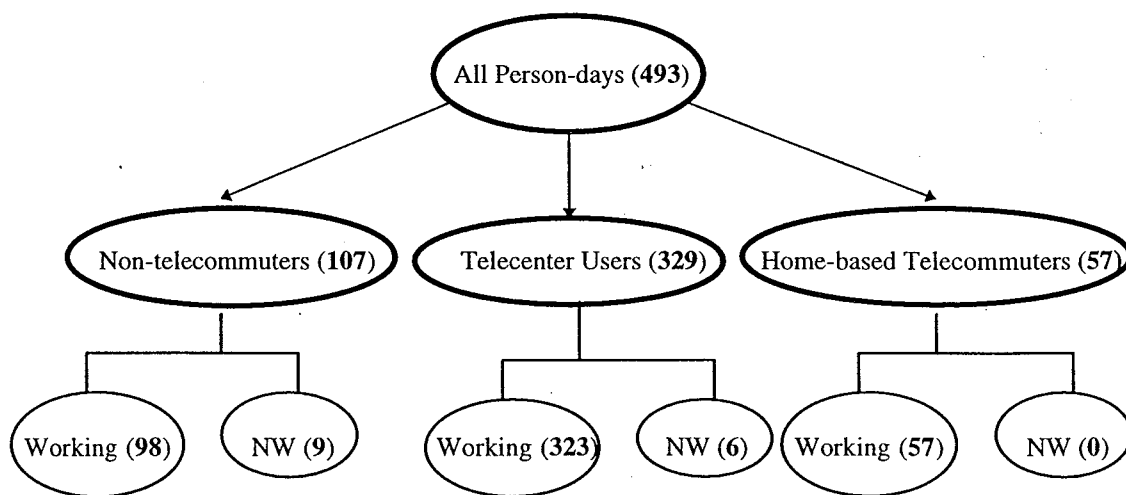 All Person-days (493)
Non-telecommuters (107)
Telecenter Users (329)
Home-based Telecommuters (57)
Working (98)
NW (9)
Working (323)
NW (6)
Working (57)
NW (0)